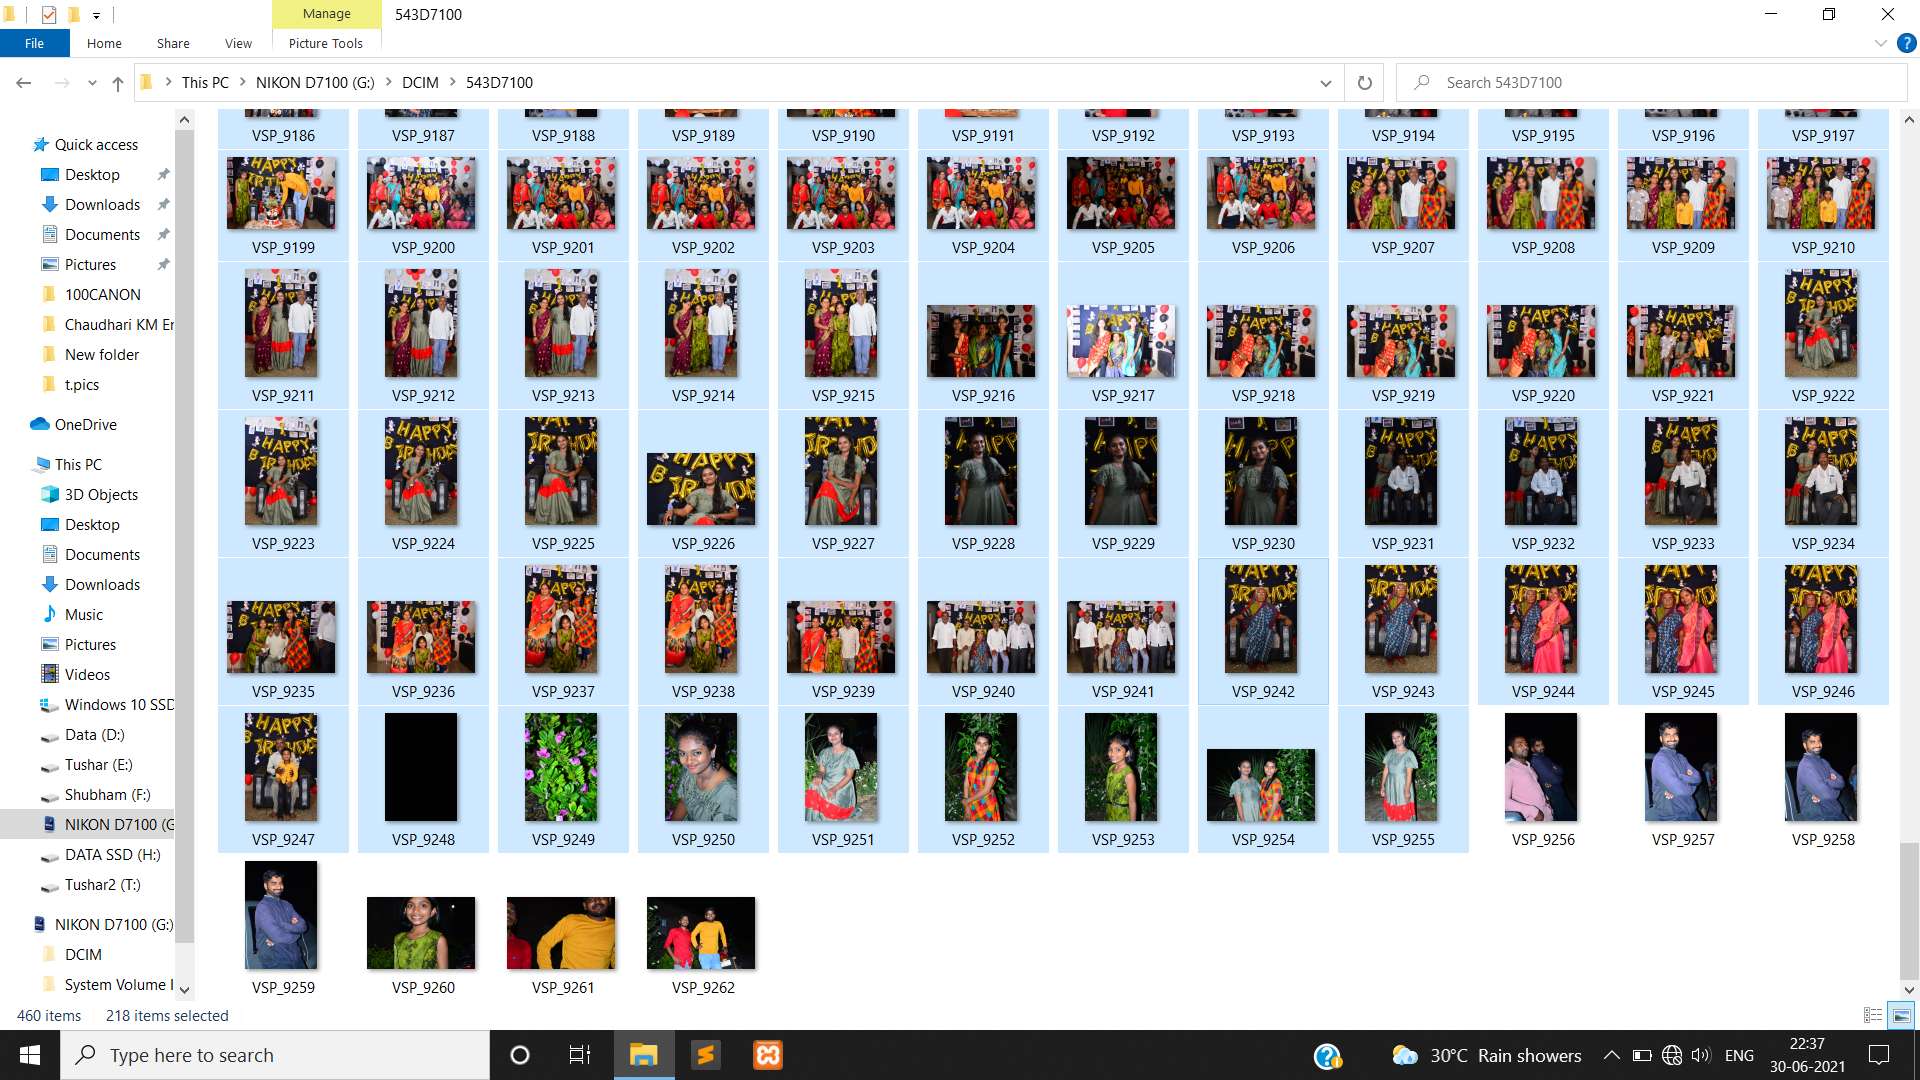 Manage
543D7100
File
Home
Share
View
Picture Tools
This PC
NIKON D7100 (G:)
DCIM
543D7100
Search 543D7100
Quick access
Desktop
Downloads
Documents
Pictures
100CANON
Chaudhari KM Er
New folder
t.pics
OneDrive
This PC
3D Objects
Desktop
Documents
Downloads
Music
Pictures
Videos
Windows 10 SSD
Data (D:)
Tushar (E:)
Shubham (F:)
NIKON D7100 (G
DATA SSD (H:)
Tushar2 (T:)
NIKON D7100 (G:)
DCIM
System Volume I
VSP_9186 VSP_9187 VSP_9188 VSP_9189 VSP_9190 VSP_9191 VSP_9192 VSP_9193 VSP_9194 VSP_9195 VSP_9196 VSP_9197
VSP_9199 VSP_9200 VSP_9201 VSP_9202 VSP_9203 VSP_9204 VSP_9205 VSP_9206 VSP_9207 VSP_9208 VSP_9209 VSP_9210
VSP_9211 VSP_9212 VSP_9213 VSP_9214 VSP_9215 VSP_9216 VSP_9217 VSP_9218 VSP_9219 VSP_9220 VSP_9221 VSP_9222
VSP_9223 VSP_9224 VSP_9225 VSP_9226 VSP_9227 VSP_9228 VSP_9229 VSP_9230 VSP_9231 VSP_9232 VSP_9233 VSP_9234
VSP_9235 VSP_9236 VSP_9237 VSP_9238 VSP_9239 VSP_9240 VSP_9241 VSP_9242 VSP_9243 VSP_9244 VSP_9245 VSP_9246
VSP_9247 VSP_9248 VSP_9249 VSP_9250 VSP_9251 VSP_9252 VSP_9253 VSP_9254 VSP_9255 VSP_9256 VSP_9257 VSP_9258
VSP_9259 VSP_9260 VSP_9261 VSP_9262
460 items
218 items selected
Type here to search
30°C Rain showers
ENG
22:37
30-06-2021